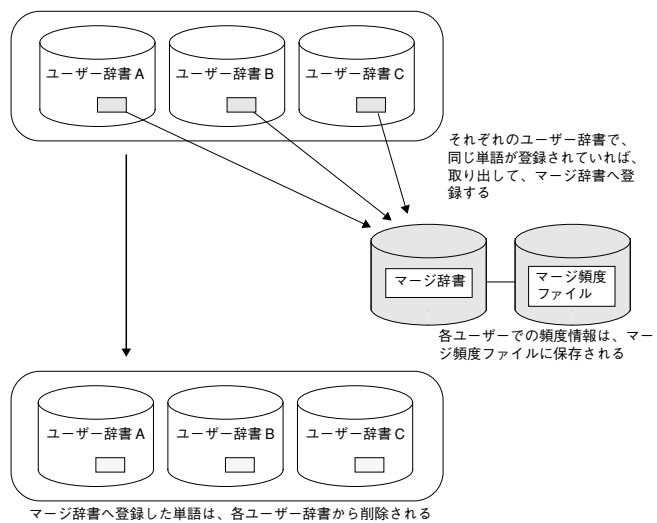 ユーザー辞書A
ユーザー辞書B
ユーザー辞書C
それぞれのユーザー辞書で、
同じ単語が登録されていれば、
取り出して、マージ辞書へ登
録する
マージ辞書
マージ頻度
ファイル
各ユーザーでの頻度情報は、マー
ジ頻度ファイルに保存される
ユーザー辞書A
ユーザー辞書B
ユーザー辞書C
マージ辞書へ登録した単語は、各ユーザー辞書から削除される